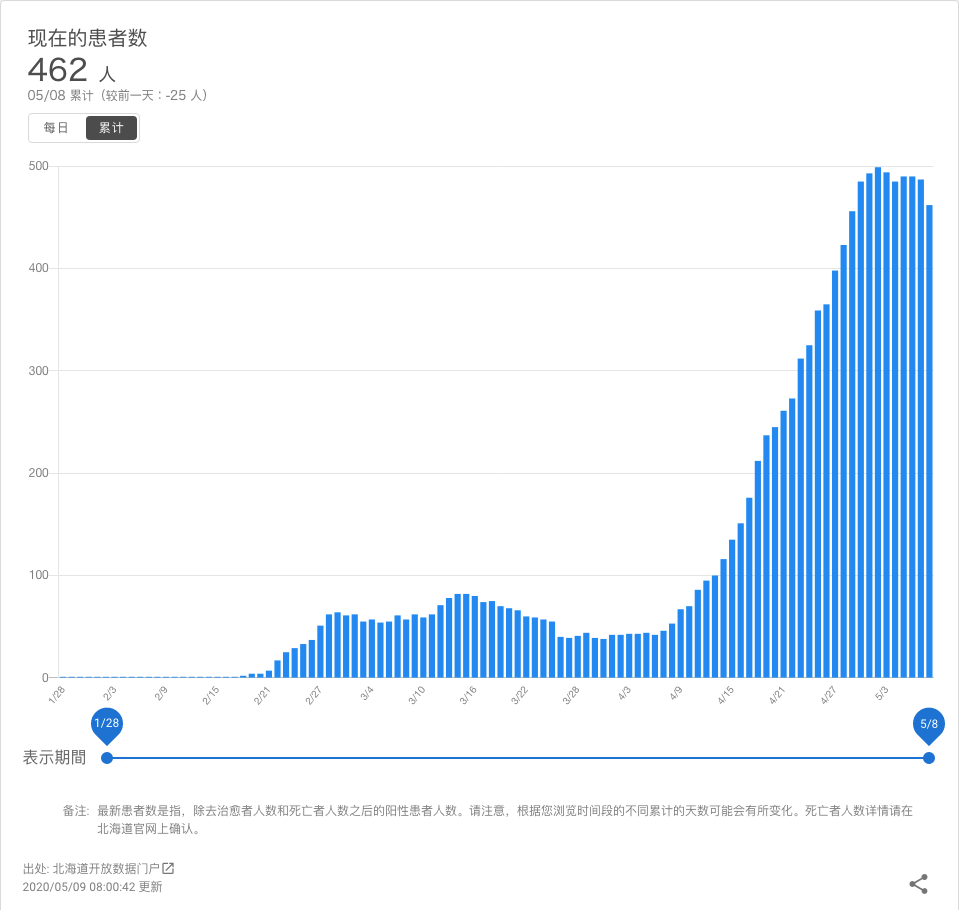 现在的患者数
462 人
05/08 累计（较前一天：-25 人）
每日 累计
500
400
300
200
100
0
1/28 2/3 2/9 2/15 2/21 2/27 3/4 3/10 3/16 3/22 3/28 4/3 4/9 4/15 4/21 4/27 5/3
1/28 5/8
表示期間
备注: 最新患者数是指，除去治愈者人数和死亡者人数之后的阳性患者人数。请注意，根据您浏览时间段的不同累计的天数可能会有所变化。死亡者人数详情请在
北海道官网上确认。
出处: 北海道开放数据门户
2020/05/09 08:00:42 更新